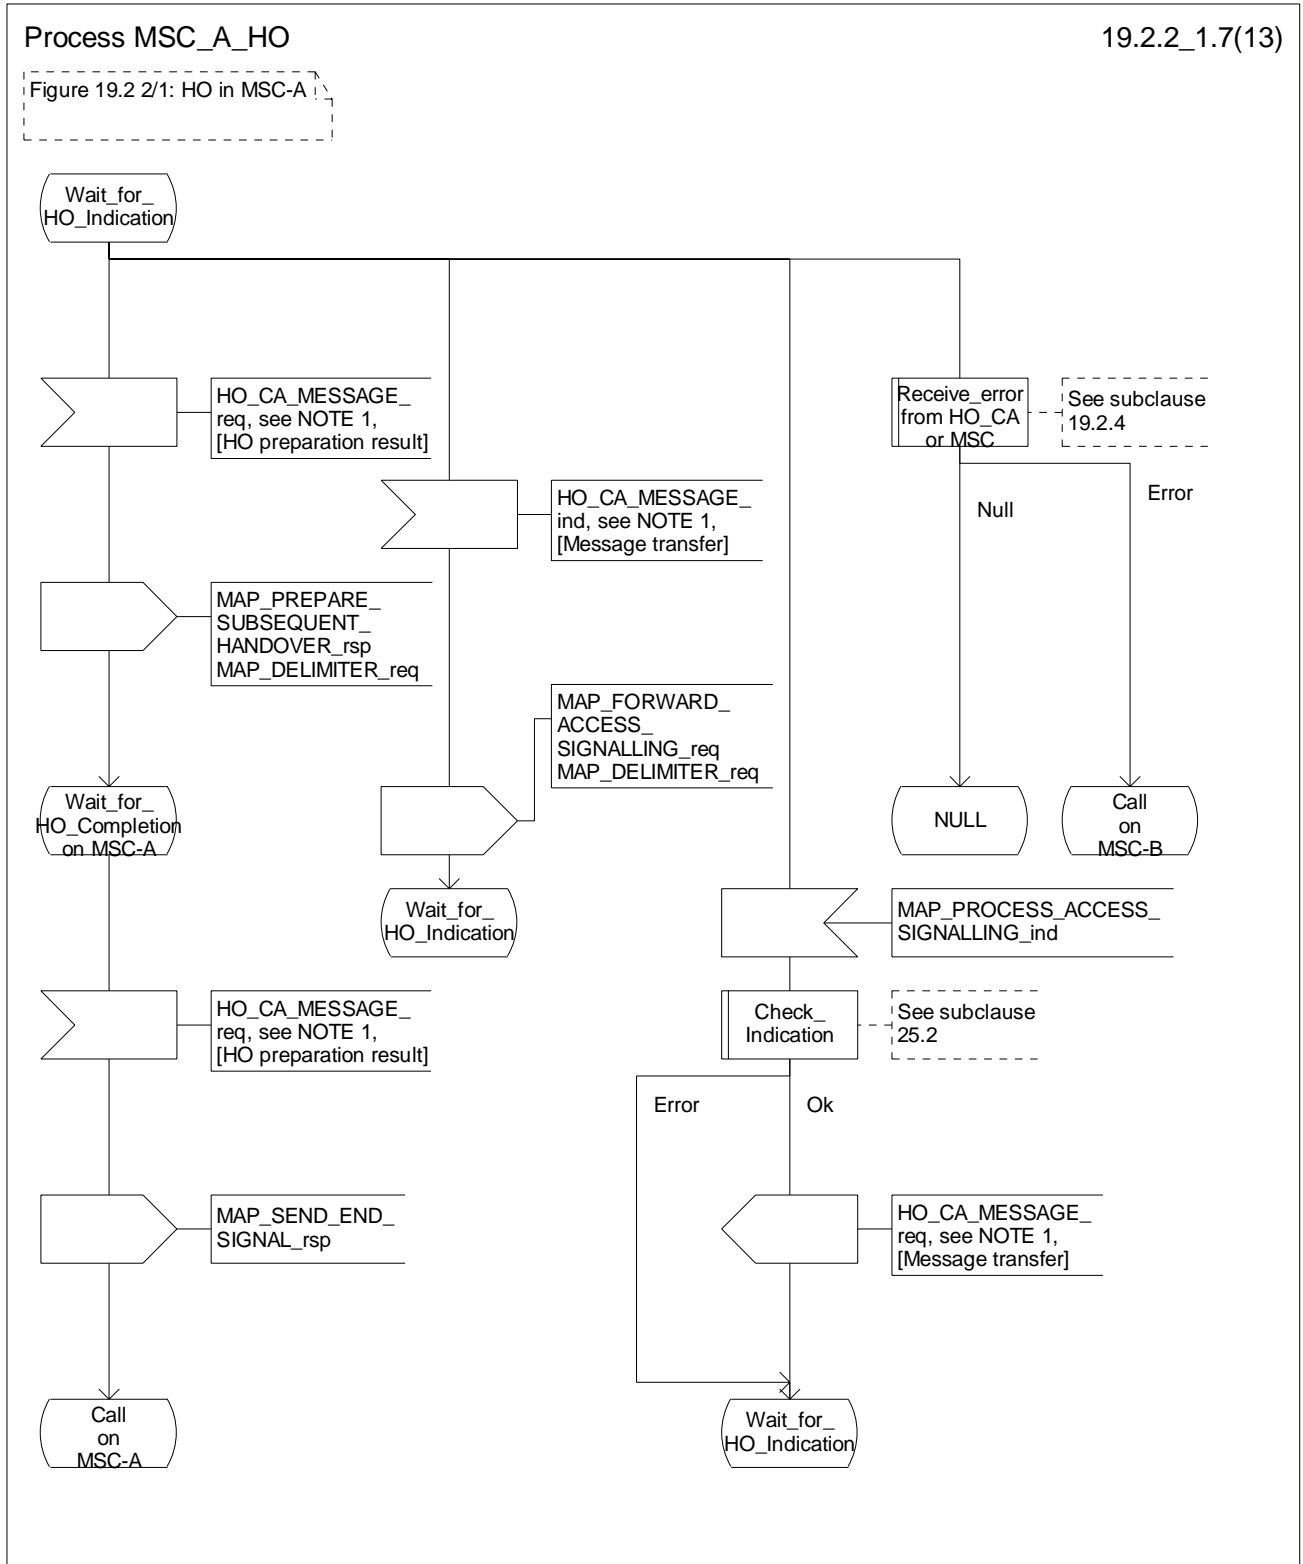 Process MSC_A_HO
19.2.2_1.7(13)
Figure 19.2 2/1: HO in MSC-A
Wait_for_
HO_Indication
HO_CA_MESSAGE_
req, see NOTE 1,
[HO preparation result]
Receive_error
from HO_CA
or MSC
See subclause
19.2.4
HO_CA_MESSAGE_
ind, see NOTE 1,
[Message transfer]
Null
Error
MAP_PREPARE_
SUBSEQUENT_
HANDOVER_rsp
MAP_DELIMITER_req
MAP_FORWARD_
ACCESS_
SIGNALLING_req
MAP_DELIMITER_req
Wait_for_
HO_Completion
on MSC-A
NULL
Call
on
MSC-B
Wait_for_
HO_Indication
MAP_PROCESS_ACCESS_
SIGNALLING_ind
HO_CA_MESSAGE_
req, see NOTE 1,
[HO preparation result]
Check_
Indication
See subclause
25.2
Error
Ok
MAP_SEND_END_
SIGNAL_rsp
HO_CA_MESSAGE_
req, see NOTE 1,
[Message transfer]
Call
on
MSC-A
Wait_for_
HO_Indication